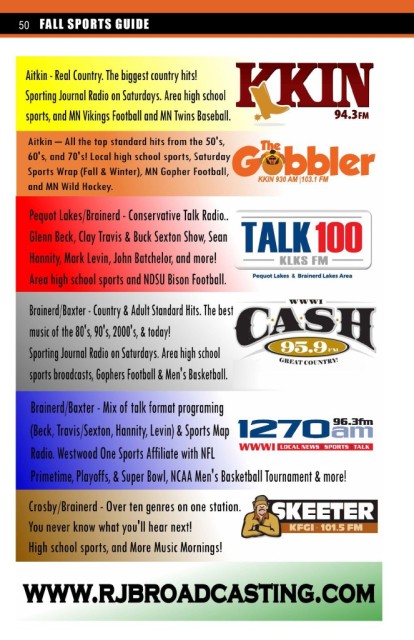 50 FALL SPORTS GUIDE
Aitkin - Real Country. The biggest country hits!
Sporting Journal Radio on Saturdays. Area high school
sports, and MN Vikings Football and MN Twins Baseball.
KKIN
94.3FM
Aitkin — All the top standard hits from the 50's,
60's, and 70's! Local high school sports, Saturday
Sports Wrap (Fall & Winter), MN Gopher Football,
and MN Wild Hockey.
The
Gobbler
KKIN 930 AM | 103.1 FM
Pequot Lakes/Brainerd - Conservative Talk Radio..
Glenn Beck, Clay Travis & Buck Sexton Show, Sean
Hannity, Mark Levin, John Batchelor, and more!
Area high school sports and NDSU Bison Football.
TALK 100
KLKS FM
Pequot Lakes & Brainerd Lakes Area
Brainerd/Baxter - Country & Adult Standard Hits. The best
music of the 80's, 90's, 2000's, & today!
Sporting Journal Radio on Saturdays. Area high school
sports broadcasts, Gophers Football & Men's Basketball.
WWWI
CASH
95.9 FM
GREAT COUNTRY!
Brainerd/Baxter - Mix of talk format programing
(Beck, Travis/Sexton, Hannity, Levin) & Sports Map
Radio. Westwood One Sports Affiliate with NFL
Primetime, Playoffs, & Super Bowl, NCAA Men's Basketball Tournament & more!
96.3fm
1270 am
WWWI LOCAL NEWS SPORTS TALK
Crosby/Brainerd - Over ten genres on one station.
You never know what you'll hear next!
High school sports, and More Music Mornings!
SKEETER
KFGI - 101.5 FM
WWW.RJBROADCASTING.COM